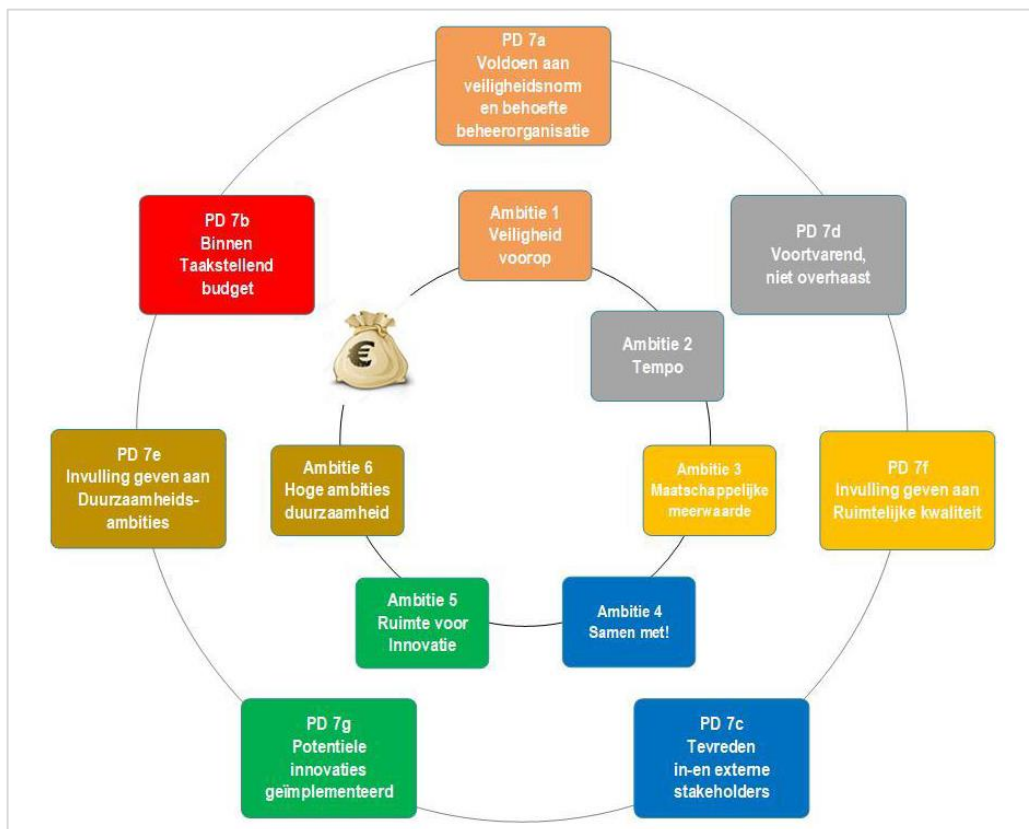 PD 7a
Voldoen aan
veiligheidsnorm
en behoefte
beheerorganisatie
PD 7b
Binnen
Taakstellend
budget
Ambitie 1
Veiligheid
voorop
PD 7d
Voortvarend,
niet overhaast
€
Ambitie 2
Tempo
PD 7e
Invulling geven aan
Duurzaamheids-
ambities
Ambitie 6
Hoge ambities
duurzaamheid
Ambitie 3
Maatschappelijke
meerwaarde
PD 7f
Invulling geven aan
Ruimtelijke kwaliteit
Ambitie 5
Ruimte voor
Innovatie
Ambitie 4
Samen met!
PD 7g
Potentiele
innovaties
geïmplementeerd
PD 7c
Tevreden
in-en externe
stakeholders